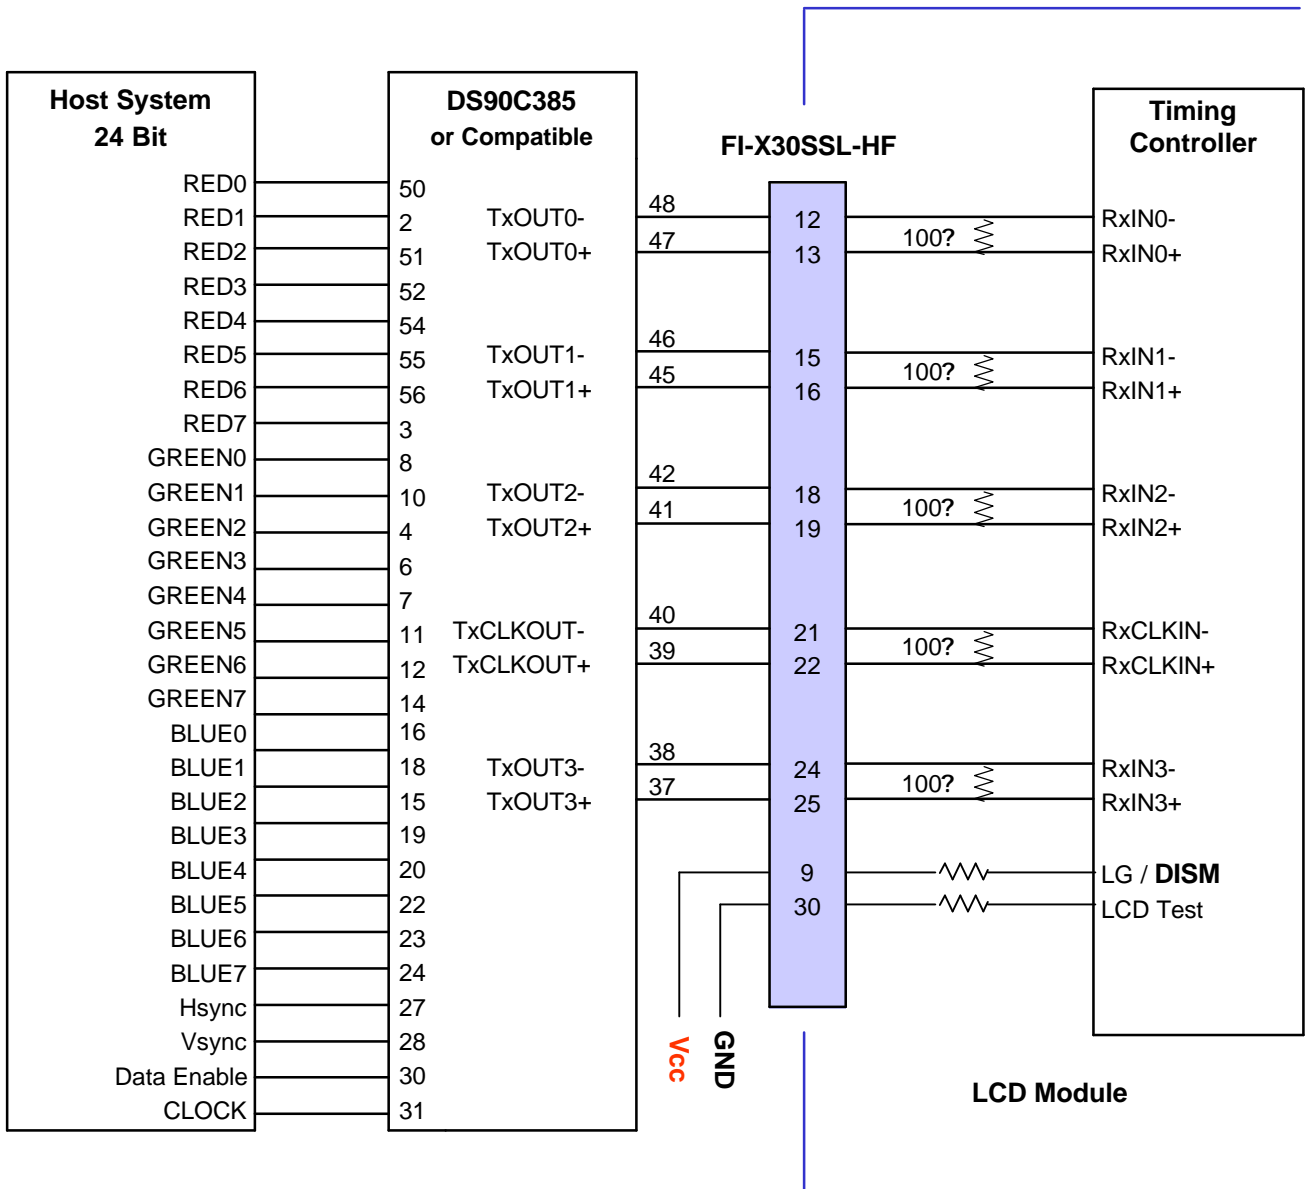 Host System
24 Bit
RED0
RED1
RED2
RED3
RED4
RED5
RED6
RED7
GREEN0
GREEN1
GREEN2
GREEN3
GREEN4
GREEN5
GREEN6
GREEN7
BLUE0
BLUE1
BLUE2
BLUE3
BLUE4
BLUE5
BLUE6
BLUE7
Hsync
Vsync
Data Enable
CLOCK
DS90C385
or Compatible
50
2
51
52
54
55
56
3
8
10
4
6
7
11
12
14
16
18
15
19
20
22
23
24
27
28
30
31
TxOUT0-
TxOUT0+
TxOUT1-
TxOUT1+
TxOUT2-
TxOUT2+
TxCLKOUT-
TxCLKOUT+
TxOUT3-
TxOUT3+
48
47
46
45
42
41
40
39
38
37
Vcc
GND
FI-X30SSL-HF
12
13
15
16
18
19
21
22
24
25
9
30
100?
100?
100?
100?
100?
Timing
Controller
RxIN0-
RxIN0+
RxIN1-
RxIN1+
RxIN2-
RxIN2+
RxCLKIN-
RxCLKIN+
RxIN3-
RxIN3+
LG / DISM
LCD Test
LCD Module